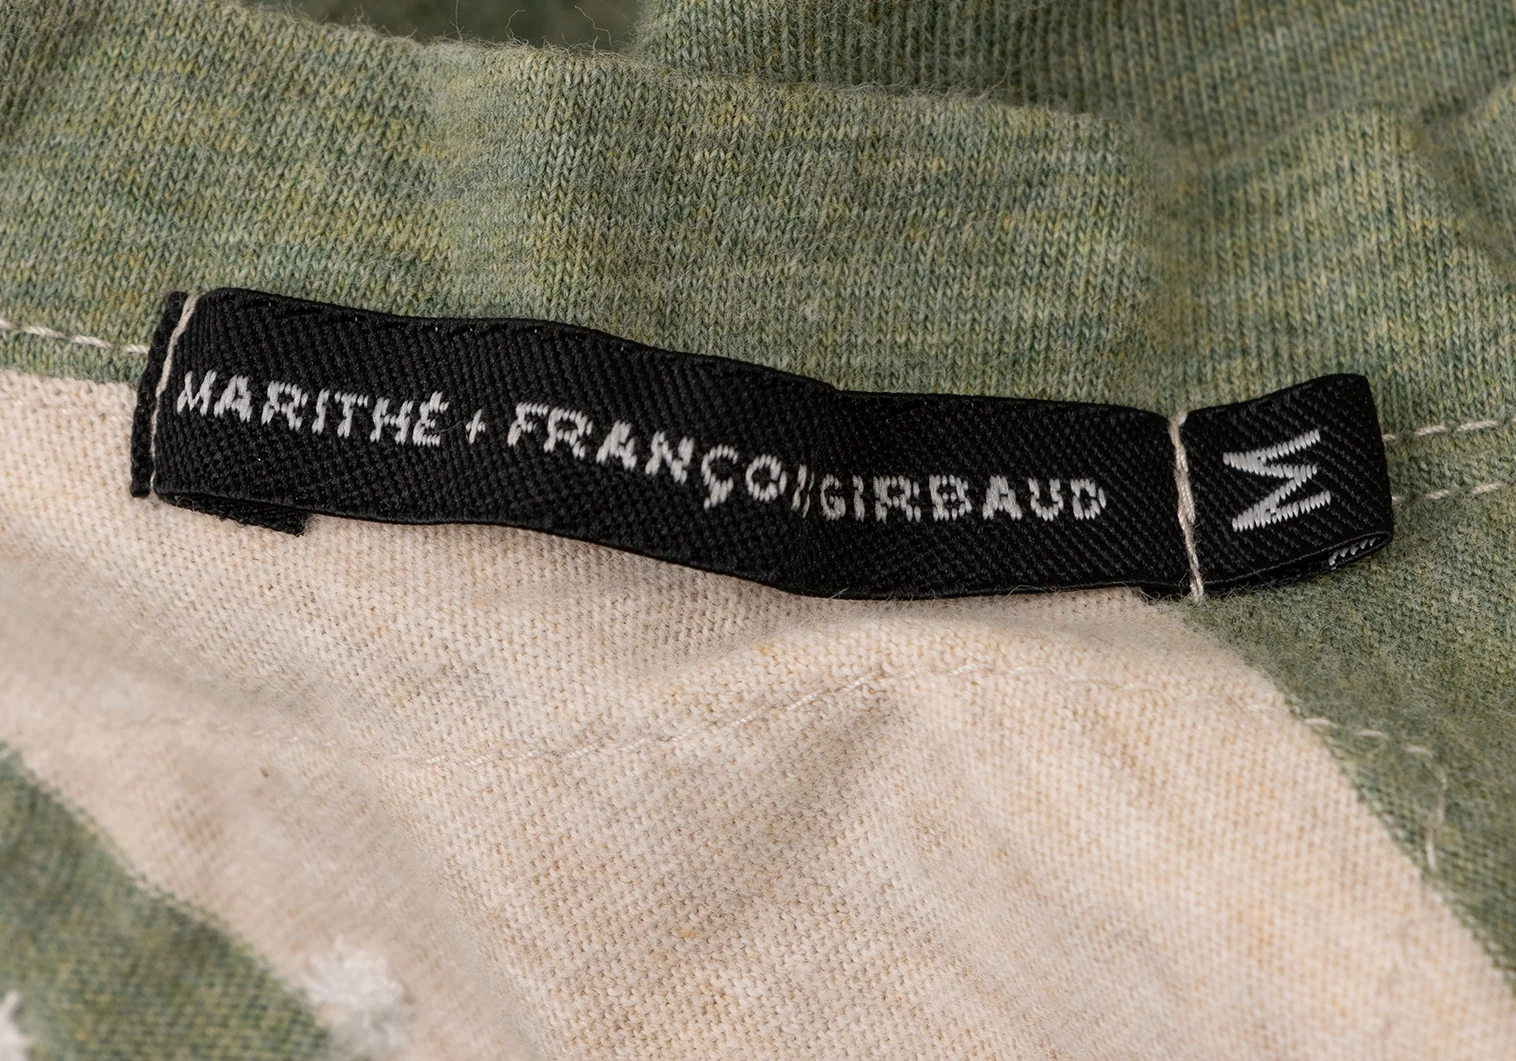 MARITHÉ + FRANÇOIS GIRBAUD
M